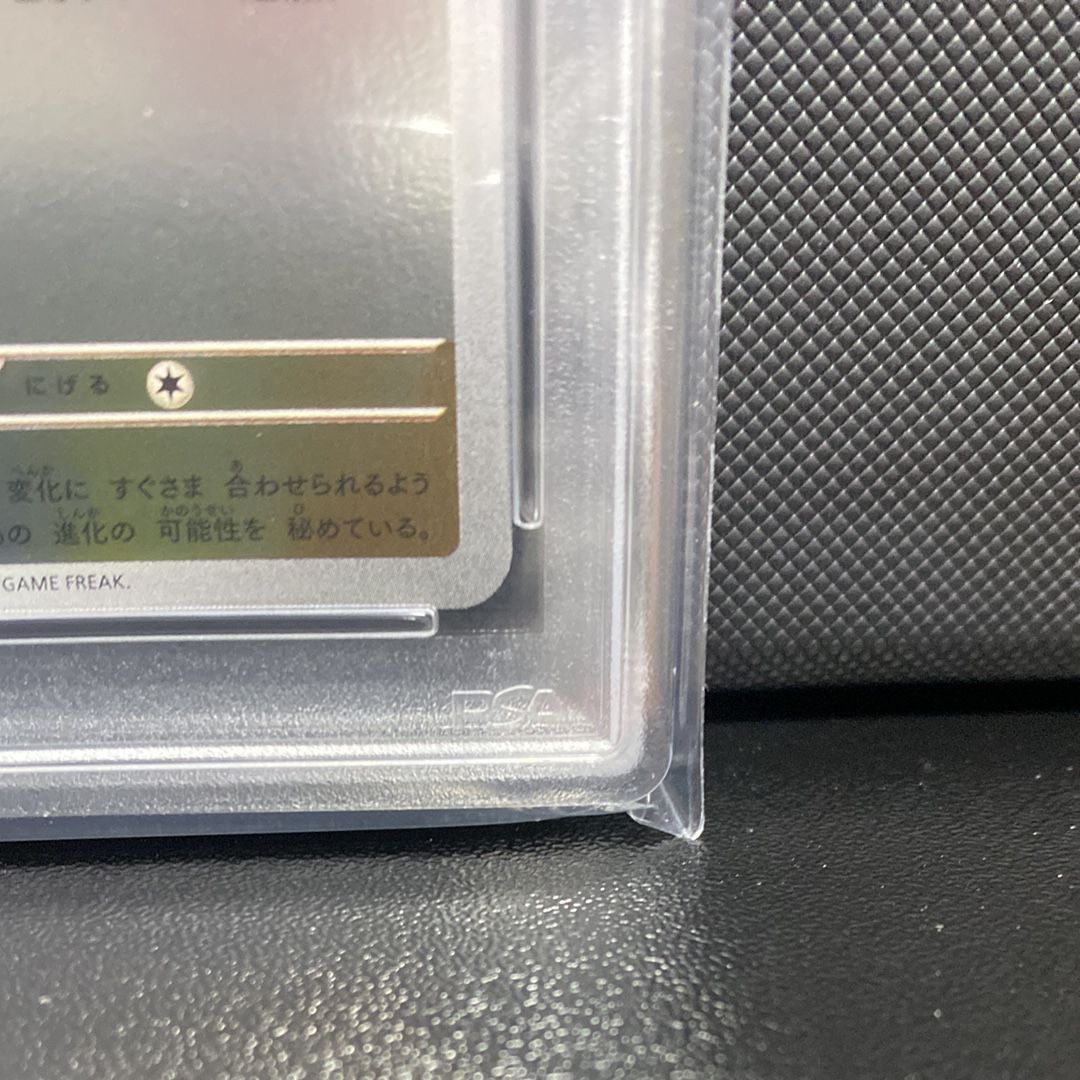 にげる
変化に すぐさま 合わせられるよう
の 進化の 可能性を 秘めている。
GAME FREAK.
PSA